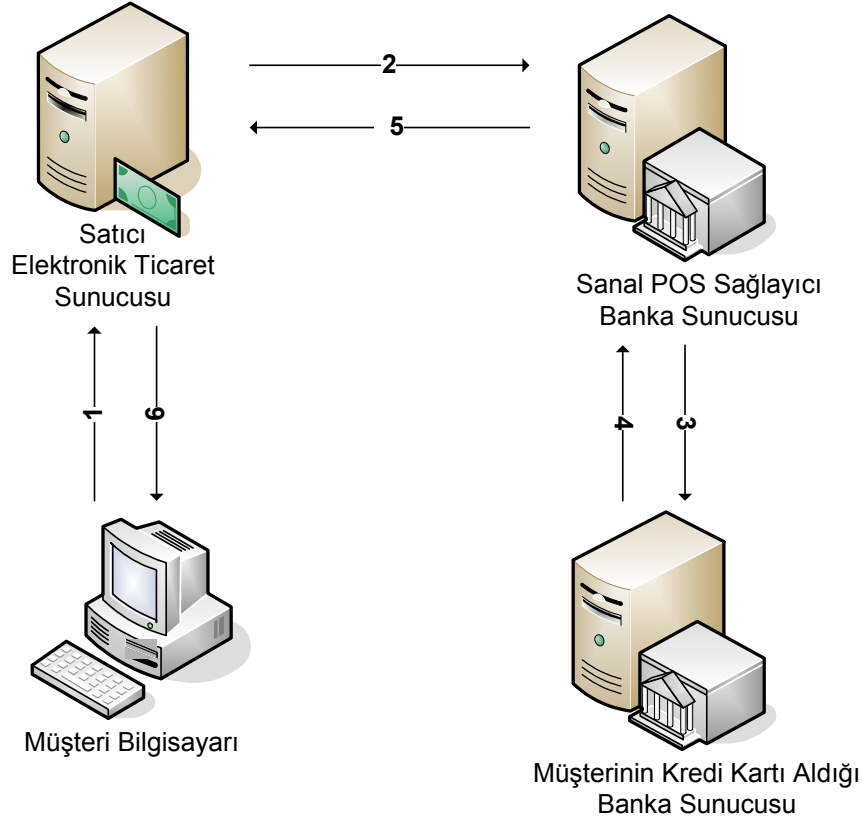 2
5
Satıcı
Elektronik Ticaret
Sunucusu
Sanal POS Sağlayıcı
Banka Sunucusu
1
6
4
3
Müşteri Bilgisayarı
Müşterinin Kredi Kartı Aldığı
Banka Sunucusu